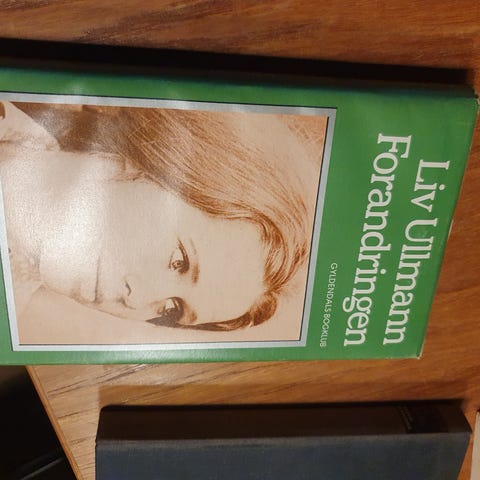 Liv Ullmann
Forandringen
GYLDENDALS BOGKLUB